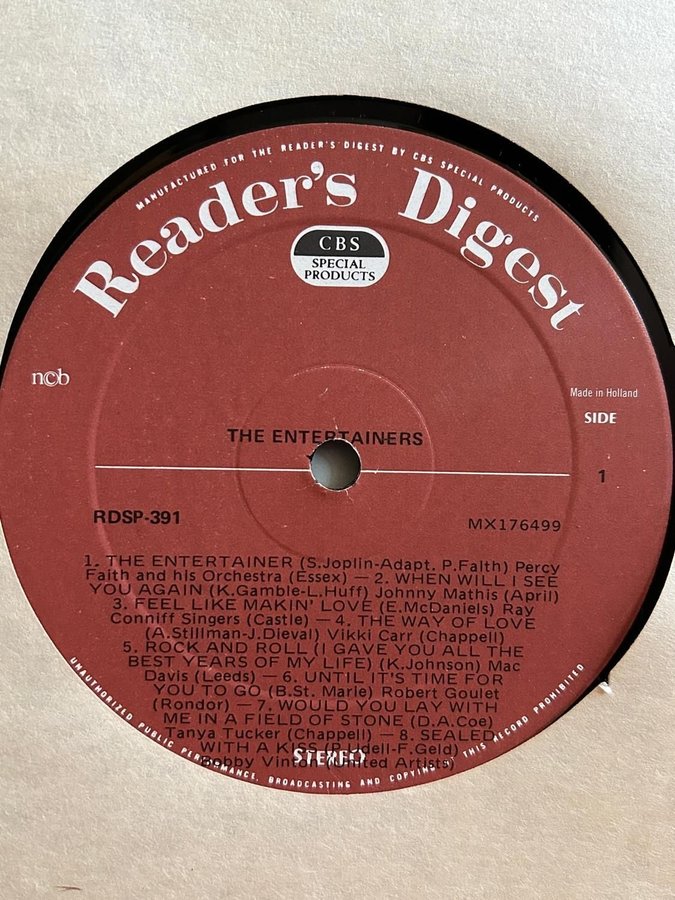 MANUFACTURED FOR THE READER'S DIGEST BY CBS SPECIAL PRODUCTS
Reader's Digest
CBS
SPECIAL
PRODUCTS
ncb
Made in Holland
SIDE
1
THE ENTERTAINERS
RDSP-391
MX176499
1. THE ENTERTAINER (S.Joplin-Adapt. P.Faith) Percy
Faith and his Orchestra (Essex) — 2. WHEN WILL I SEE
YOU AGAIN (K.Gamble-L.Huff) Johnny Mathis (April)
3. FEEL LIKE MAKIN' LOVE (E.McDaniels) Ray
Conniff Singers (Castle) — 4. THE WAY OF LOVE
(A.Stillman-J.Dieval) Vikki Carr (Chappell)
5. ROCK AND ROLL (I GAVE YOU ALL THE
BEST YEARS OF MY LIFE) (K.Johnson) Mac
Davis (Leeds) — 6. UNTIL IT'S TIME FOR
YOU TO GO (B.St. Marie) Robert Goulet
(Rondor) — 7. WOULD YOU LAY WITH
ME IN A FIELD OF STONE (D.A.Coe)
Tanya Tucker (Chappell) — 8. SEALED
WITH A KISS (P.Udell-F.Geld)
Bobby Vinton (United Artists)
STEREO
UNAUTHORIZED PUBLIC PERFORMANCE, BROADCASTING AND COPYING OF THIS RECORD PROHIBITED